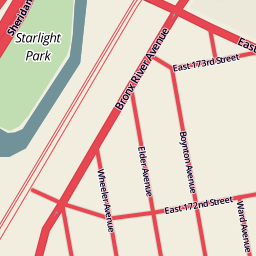 Sheridan
Starlight
Park
Bronx River Avenue
East
East 173rd Street
Elder Avenue
Boynton Avenue
Wheeler Avenue
East 172nd Street
Ward Avenue